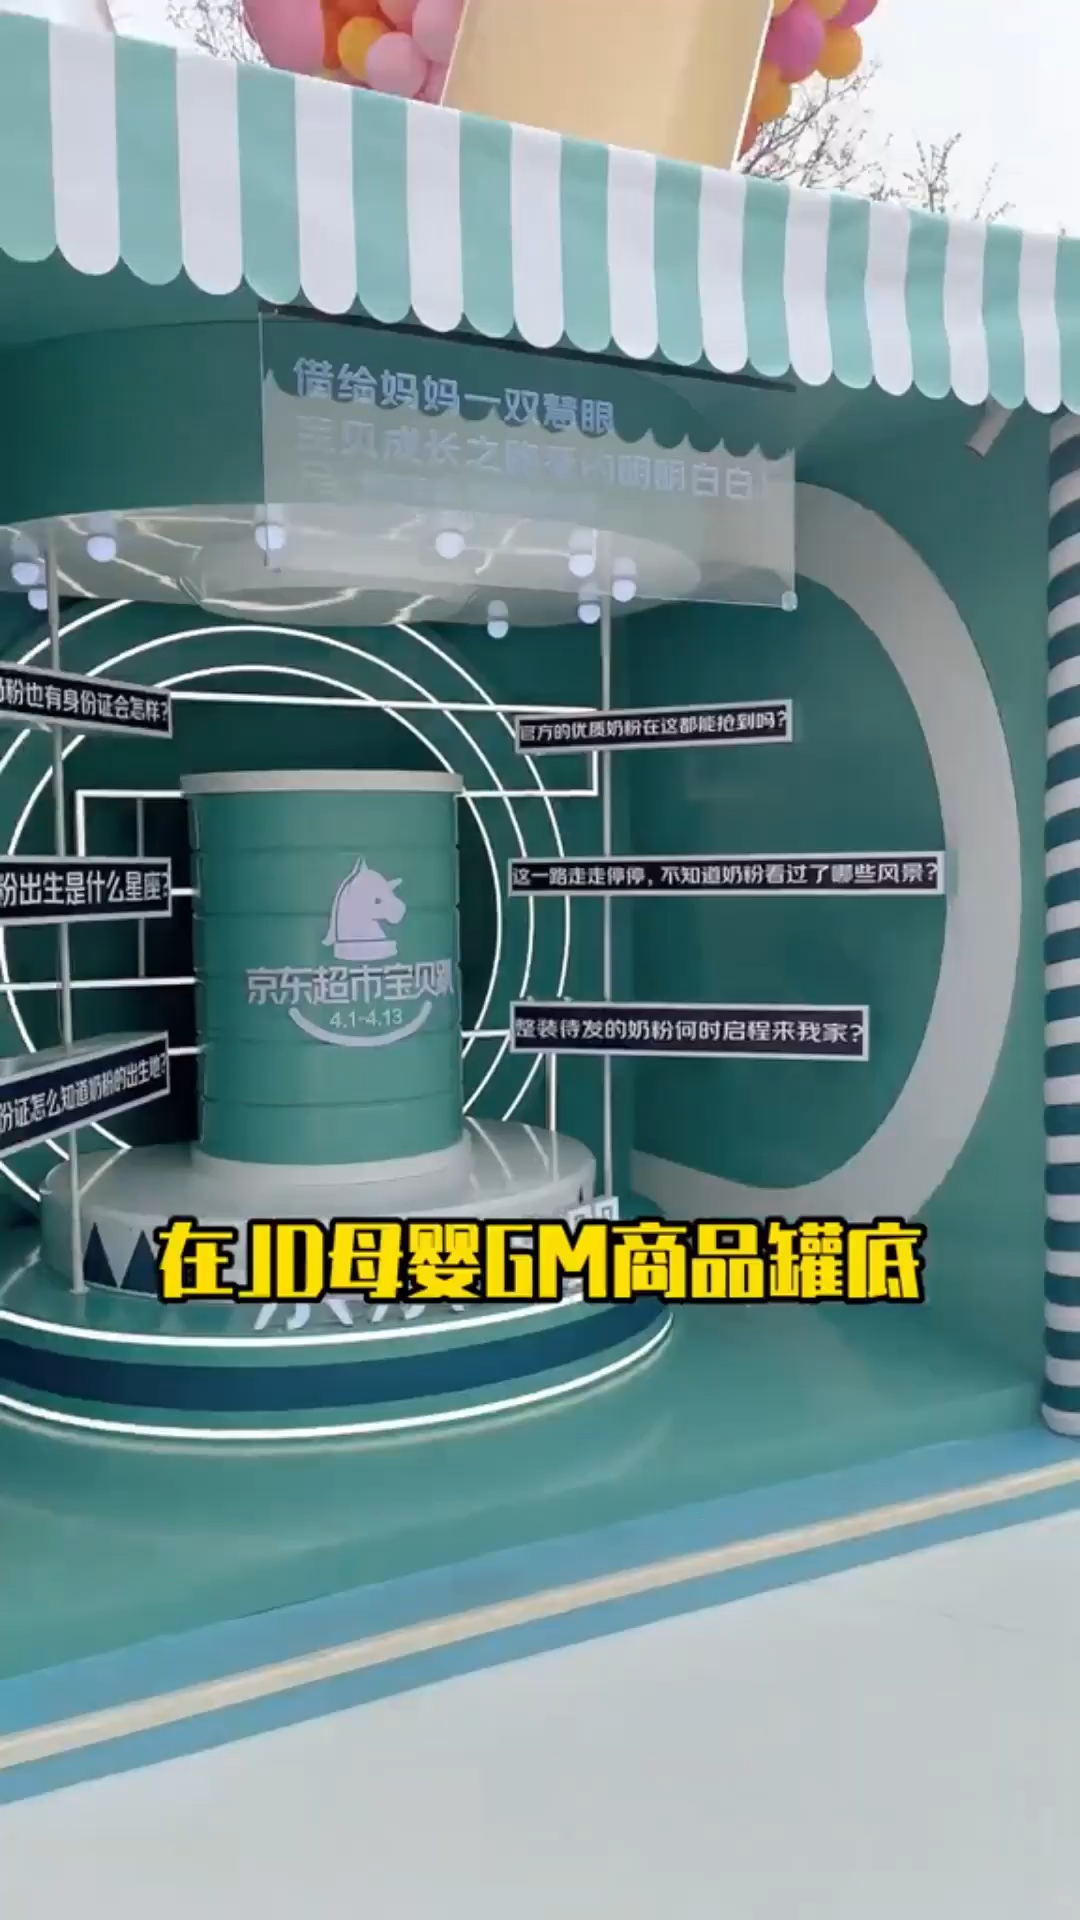 借给妈妈一双慧眼
宝贝成长之路看的明明白白！
奶粉也有身份证会怎样？
官方的优质奶粉在这都能抢到吗？
粉出生是什么星座？
这一路走走停停，不知道奶粉看过了哪些风景？
京东超市宝贝趴
4.1-4.13
整装待发的奶粉何时启程来我家？
份证怎么知道奶粉的出生地？
在JD母婴GM商品罐底